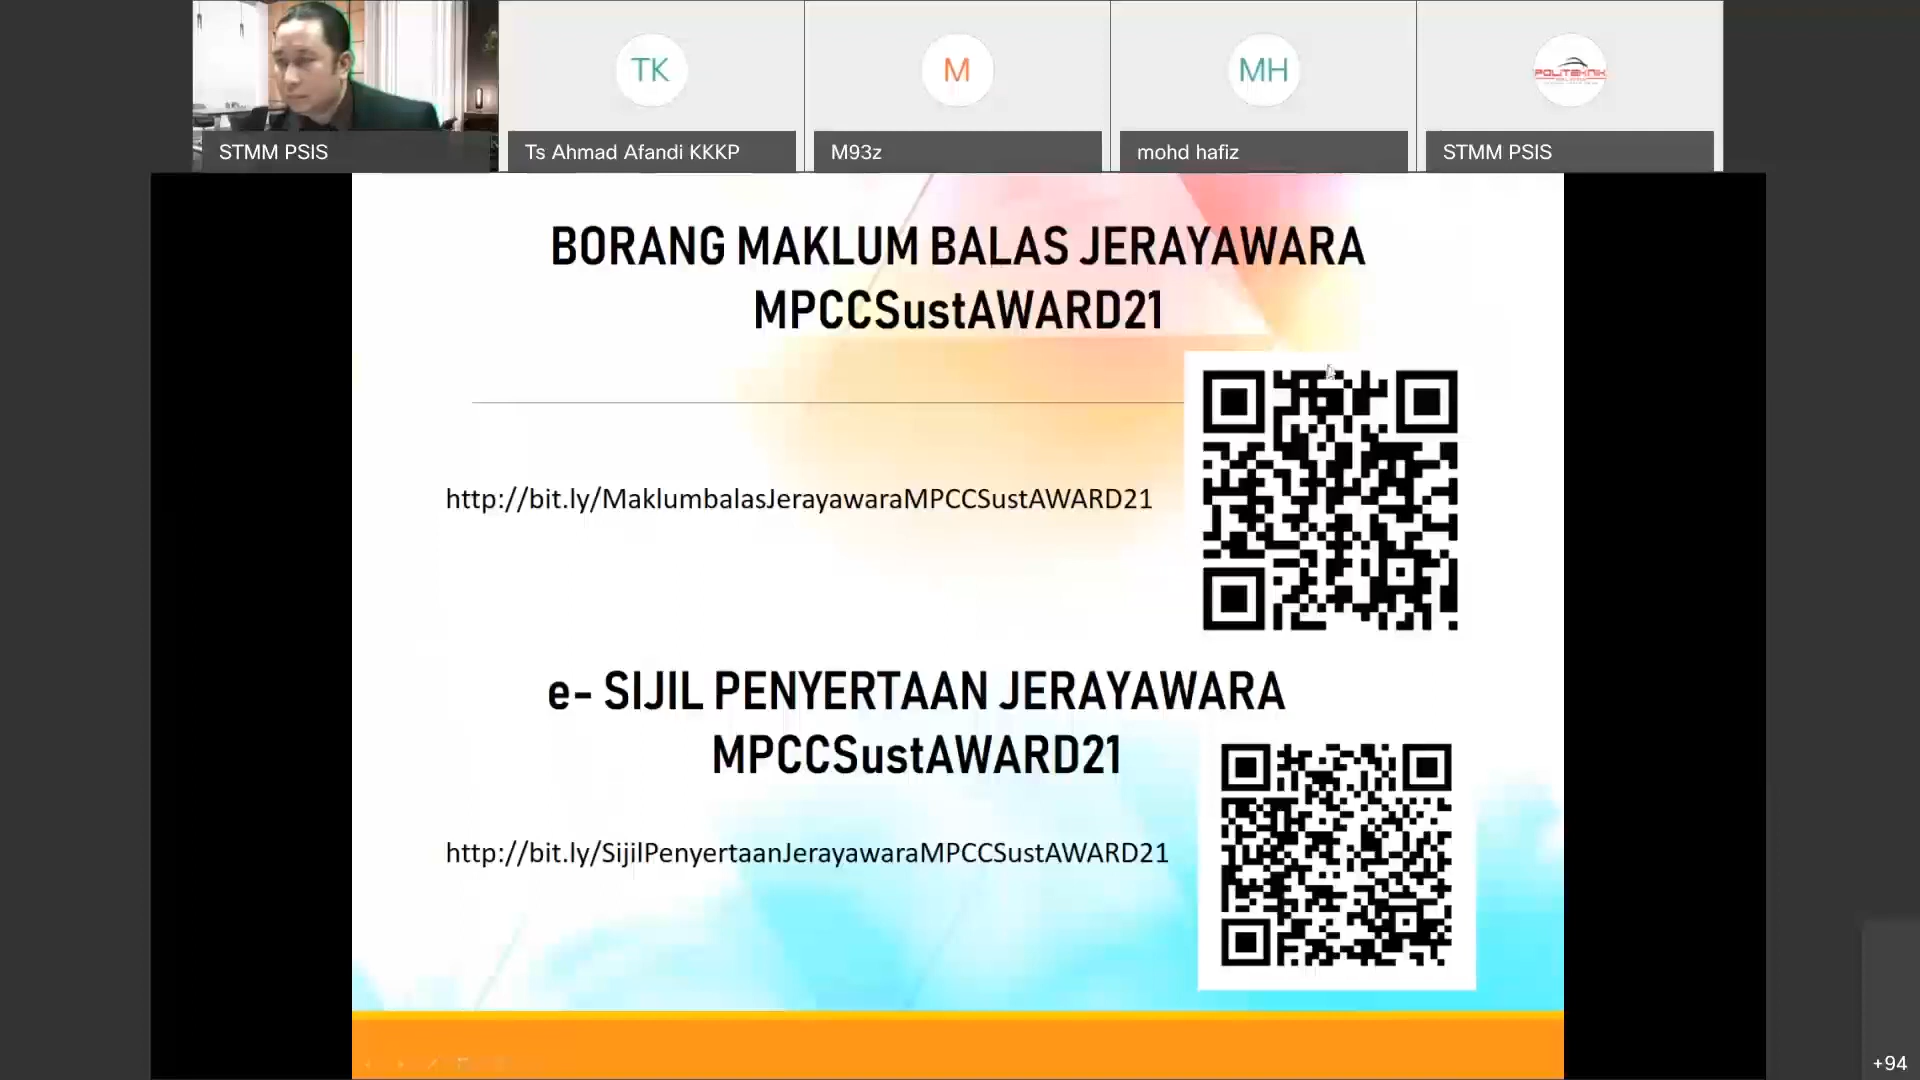 TK
M
MH
POLITEKNIK
STMM PSIS
Ts Ahmad Afandi KKKP
M93z
mohd hafiz
STMM PSIS
BORANG MAKLUM BALAS JERAYAWARA
MPCCSustAWARD21
http://bit.ly/MaklumbalasJerayawaraMPCCSustAWARD21
e- SIJIL PENYERTAAN JERAYAWARA
MPCCSustAWARD21
http://bit.ly/SijilPenyertaanJerayawaraMPCCSustAWARD21
+94